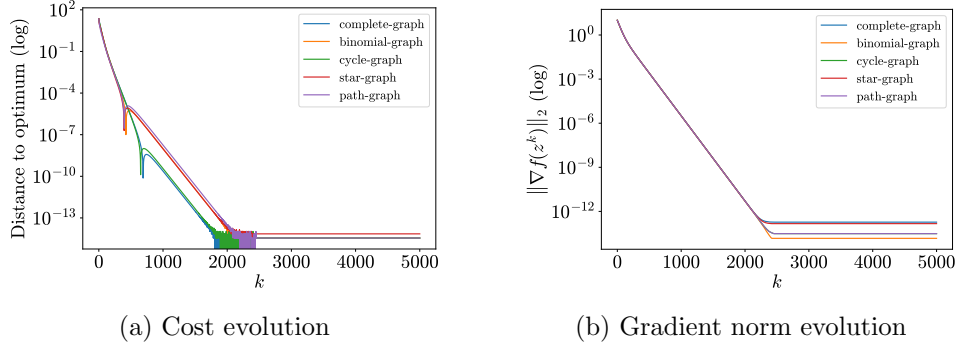 10^2
10^{-1}
10^{-4}
10^{-7}
10^{-10}
10^{-13}
Distance to optimum (log)
0 1000 2000 3000 4000 5000
k
complete-graph
binomial-graph
cycle-graph
star-graph
path-graph
(a) Cost evolution
10^0
10^{-3}
10^{-6}
10^{-9}
10^{-12}
‖∇f(z^k)‖_2 (log)
0 1000 2000 3000 4000 5000
k
complete-graph
binomial-graph
cycle-graph
star-graph
path-graph
(b) Gradient norm evolution